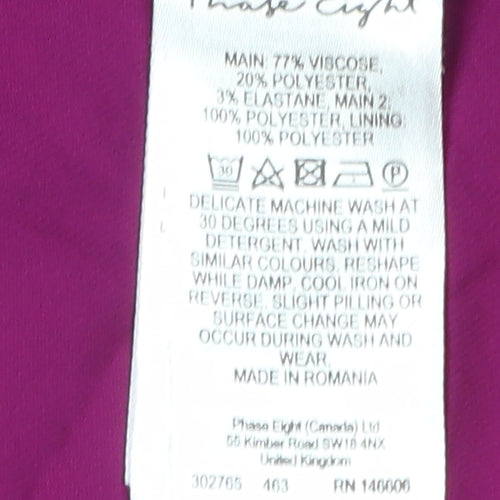 Phase Eight
MAIN: 77% VISCOSE,
20% POLYESTER,
3% ELASTANE, MAIN 2:
100% POLYESTER, LINING:
100% POLYESTER
30 P
DELICATE MACHINE WASH AT
30 DEGREES USING A MILD
DETERGENT. WASH WITH
SIMILAR COLOURS. RESHAPE
WHILE DAMP. COOL IRON ON
REVERSE. SLIGHT PILLING OR
SURFACE CHANGE MAY
OCCUR DURING WASH AND
WEAR.
MADE IN ROMANIA
Phase Eight (Canada) Ltd
55 Kimber Road SW18 4NX
United Kingdom
302765 463 RN 146606